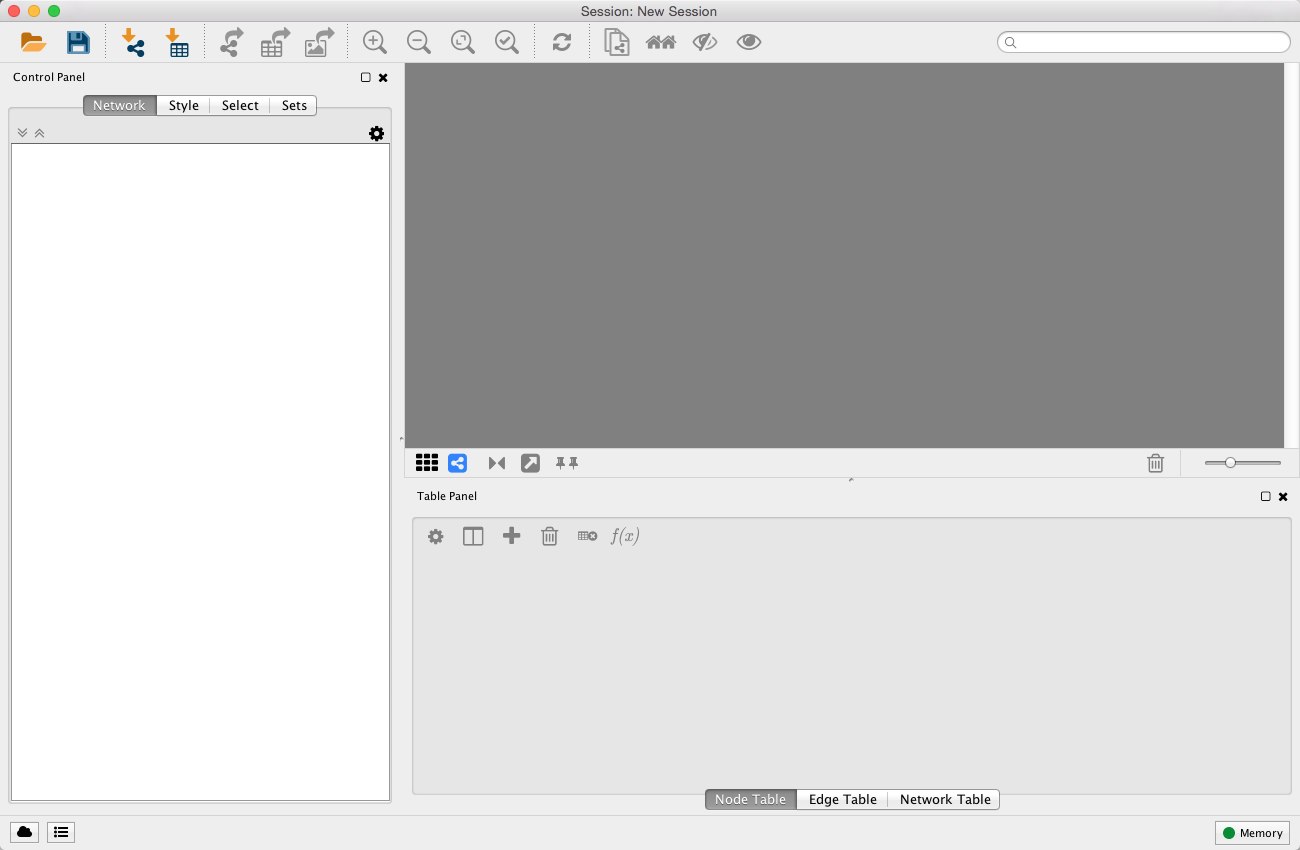 Session: New Session
Control Panel
Network Style Select Sets
Table Panel
f(x)
Node Table Edge Table Network Table
Memory